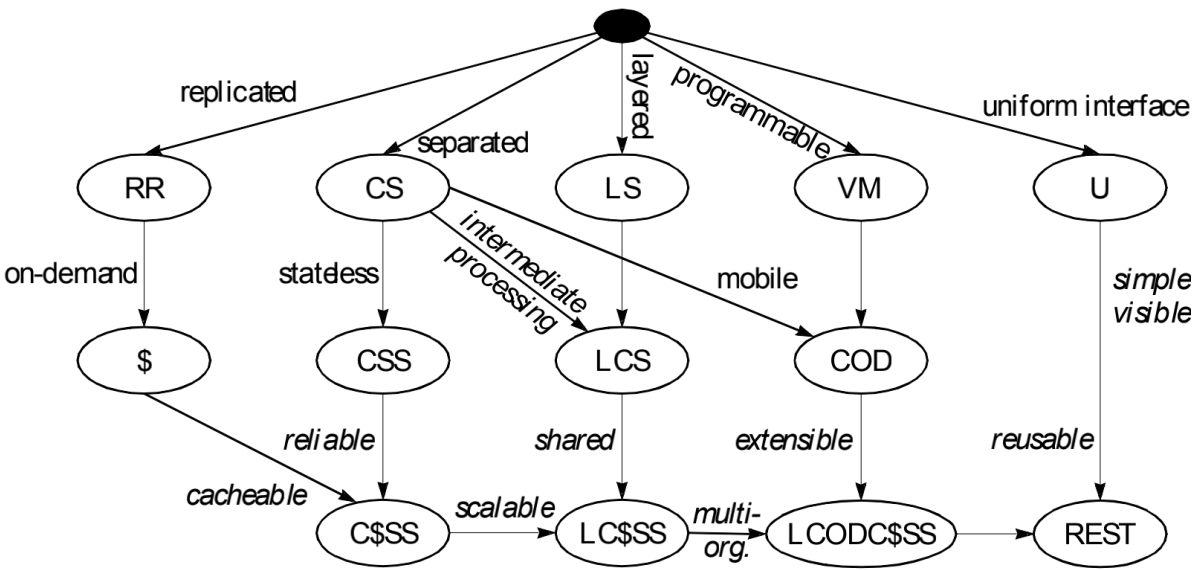 replicated
separated
layered
programmable
uniform interface
RR
CS
LS
VM
U
on-demand
stateless
intermediate
processing
mobile
simple
visible
$
CSS
LCS
COD
cacheable
reliable
shared
extensible
reusable
C$SS
scalable
LC$SS
multi-
org.
LCODC$SS
REST